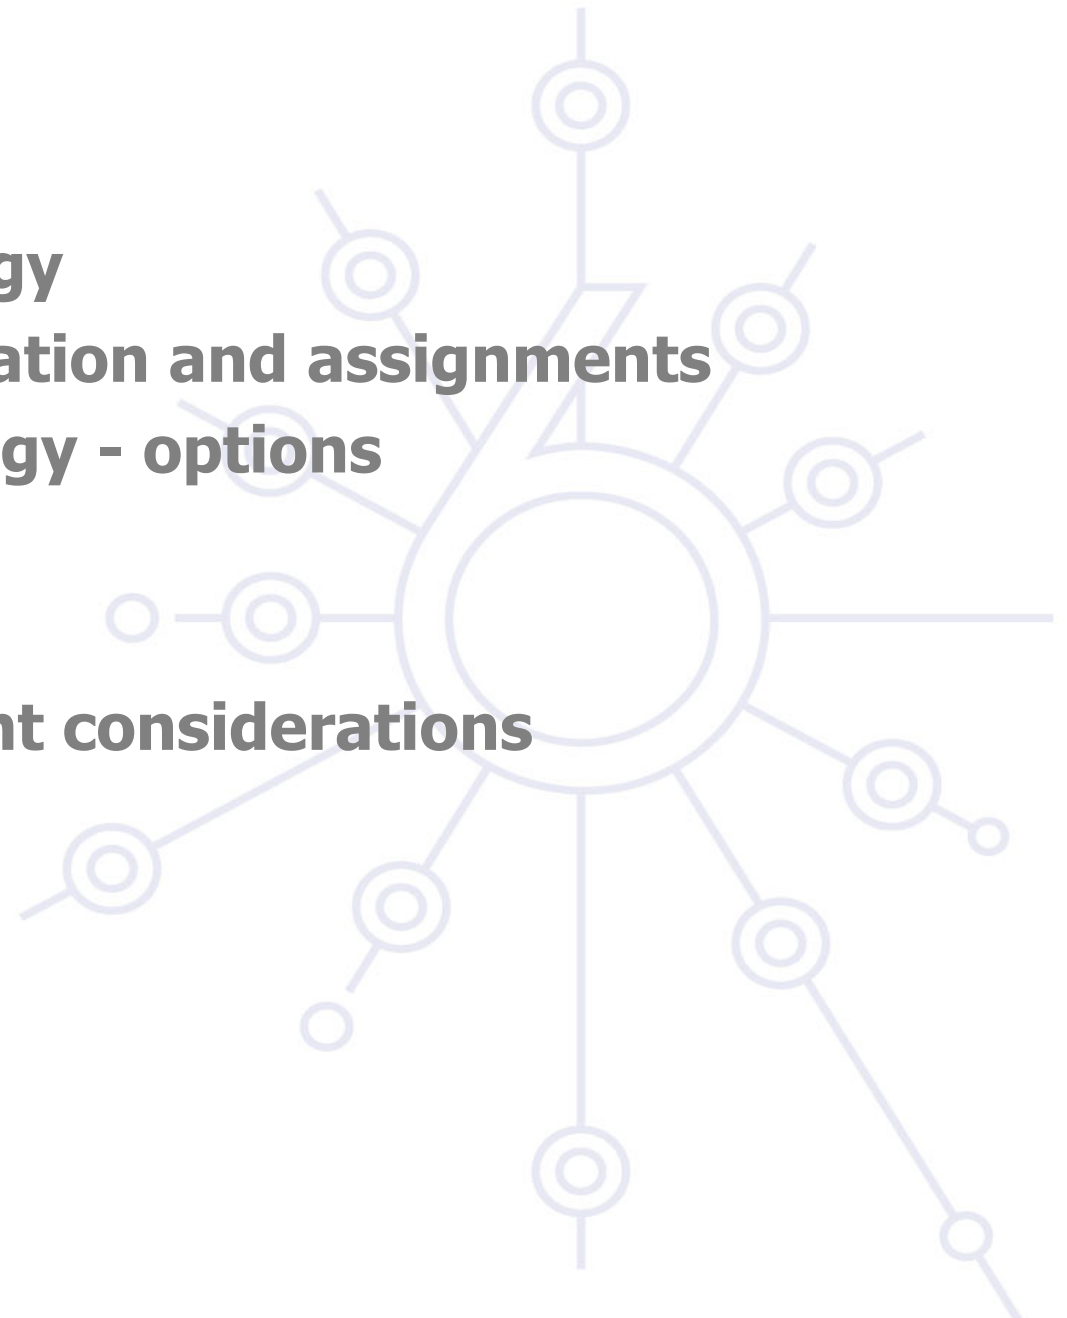 gy
ation and assignments
gy - options
nt considerations